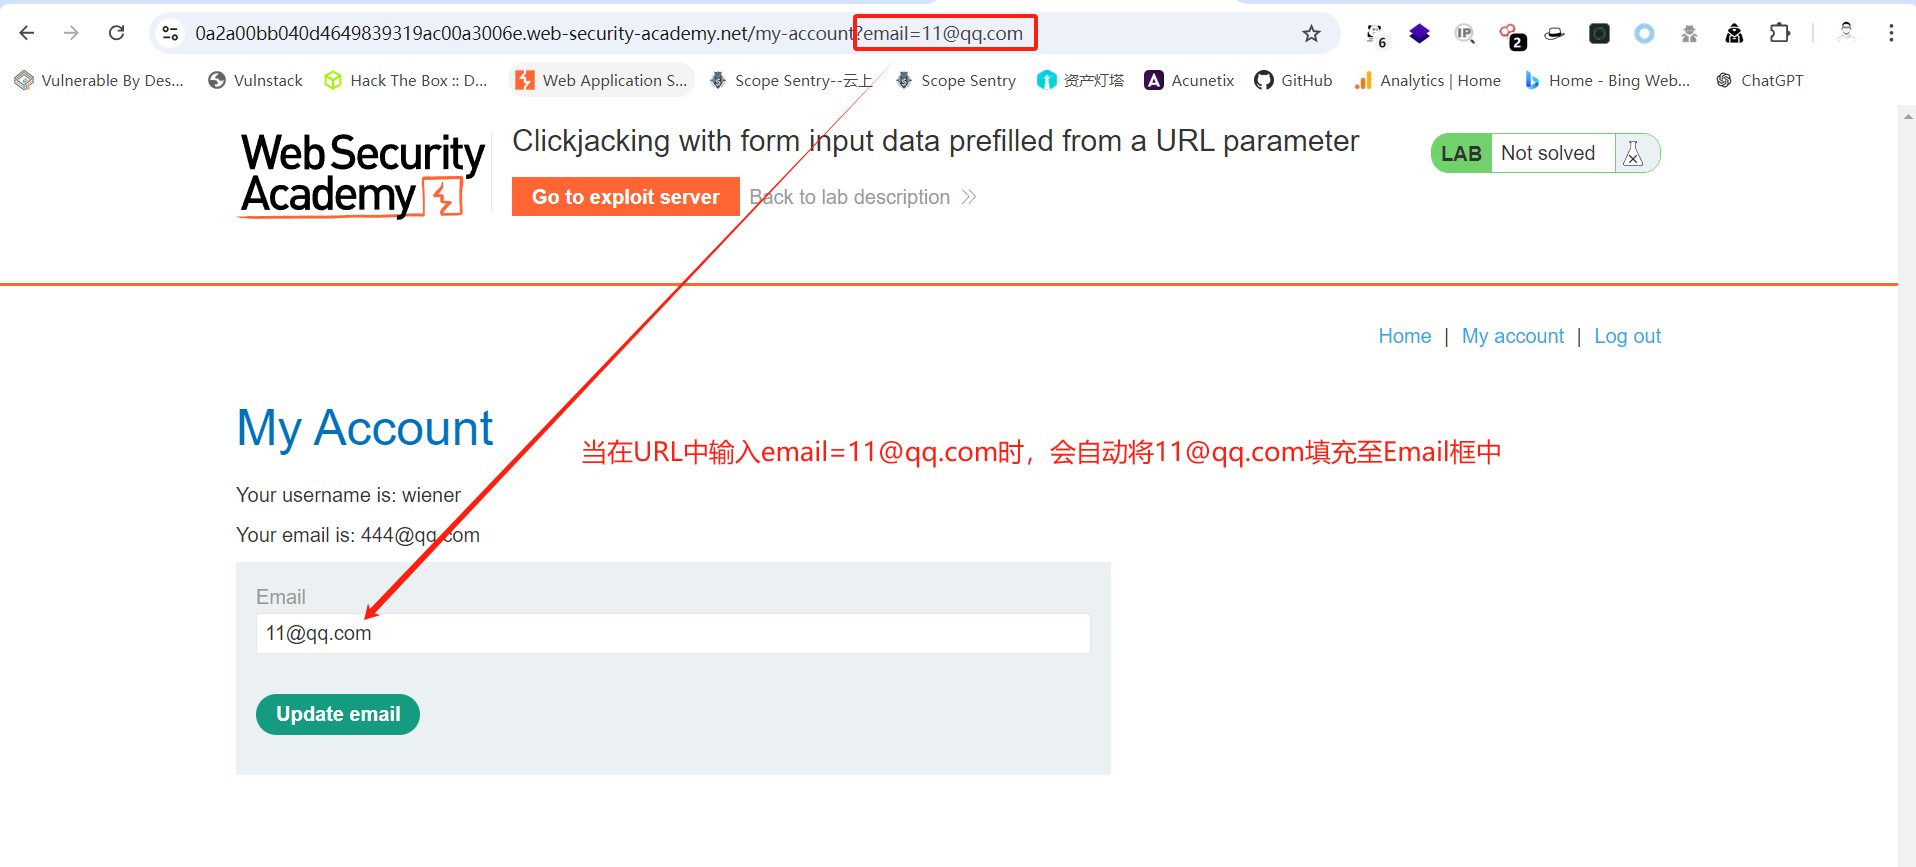 0a2a00bb040d4649839319ac00a3006e.web-security-academy.net/my-account?email=11@qq.com
6
IP
2
Vulnerable By Des... Vulnstack Hack The Box :: D... Web Application S... Scope Sentry--云上 Scope Sentry 资产灯塔 Acunetix GitHub Analytics | Home Home - Bing Web... ChatGPT
Web Security
Academy
Clickjacking with form input data prefilled from a URL parameter
Go to exploit server Back to lab description
LAB Not solved
Home | My account | Log out
My Account
当在URL中输入email=11@qq.com时，会自动将11@qq.com填充至Email框中
Your username is: wiener
Your email is: 444@qq.com
Email
11@qq.com
Update email